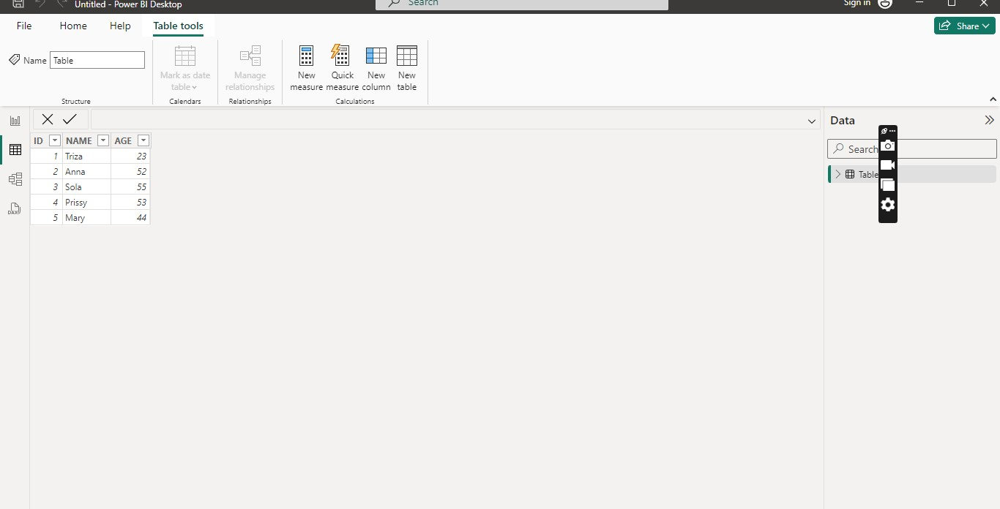 Untitled - Power BI Desktop
Search
Sign in
File Home Help Table tools
Share
Name Table
Mark as date table
Manage relationships
New measure
Quick measure
New column
New table
Structure
Calendars
Relationships
Calculations
Data
Search
Table
ID NAME AGE
1 Triza 23
2 Anna 52
3 Sola 55
4 Prissy 53
5 Mary 44
DAX